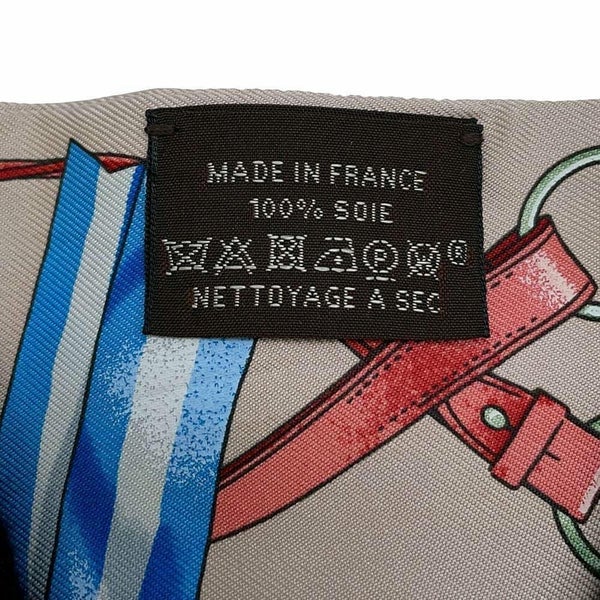 MADE IN FRANCE
100% SOIE
P W ®
NETTOYAGE À SEC